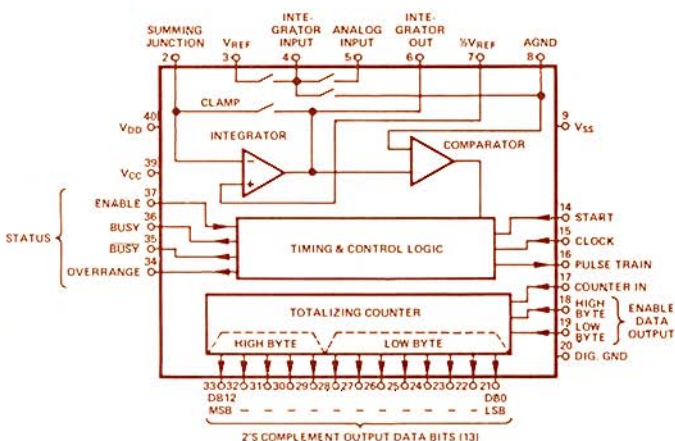 SUMMING JUNCTION
2
VREF
3
INTE-GRATOR INPUT
4
ANALOG INPUT
5
INTE-GRATOR OUT
6
½VREF
7
AGND
8
CLAMP
40
VDD
9
VSS
INTEGRATOR
COMPARATOR
−
+
39
VCC
STATUS
37
ENABLE
36
BUSY
35
BUSY
34
OVERRANGE
TIMING & CONTROL LOGIC
14
START
15
CLOCK
16
PULSE TRAIN
17
COUNTER IN
18
HIGH BYTE
19
LOW BYTE
ENABLE DATA OUTPUT
20
DIG. GND
TOTALIZING COUNTER
HIGH BYTE
LOW BYTE
33 32 31 30 29 28 27 26 25 24 23 22 21
DB12
DB0
MSB – – – – – – – – – – – LSB
2'S COMPLEMENT OUTPUT DATA BITS (13)